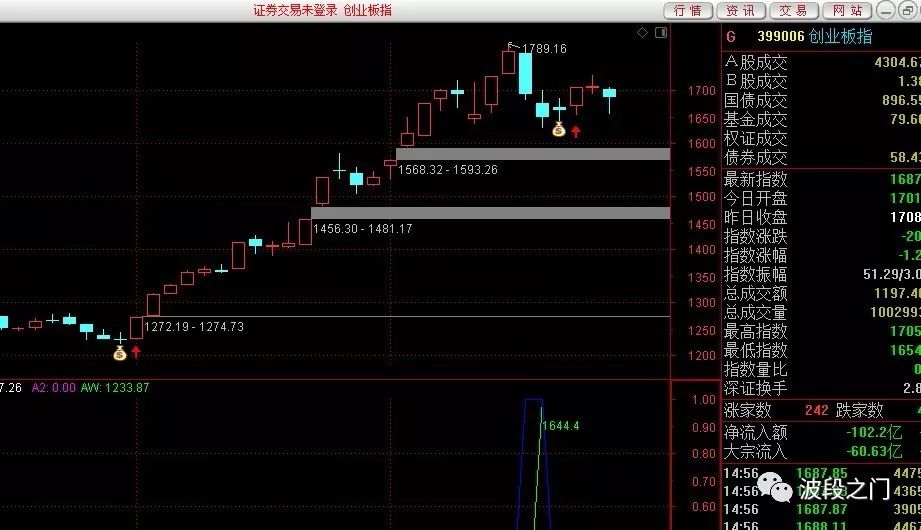 证券交易未登录 创业板指
行情 资讯 交易 网站
G 399006 创业板指
1789.16
1568.32 - 1593.26
1456.30 - 1481.17
1272.19 - 1274.73
1700
1650
1600
1550
1500
1450
1400
1350
1300
1250
1200
7.26 A2: 0.00 AW: 1233.87
1644.4
1.00
0.90
0.80
0.70
0.60
A股成交 4304.67
B股成交 1.38
国债成交 896.55
基金成交 79.60
权证成交
债券成交 58.43
最新指数 1687
今日开盘 1701
昨日收盘 1708
指数涨跌 -20
指数涨幅 -1.2
指数振幅 51.29/3.0
总成交额 1197.40
总成交量 1002993
最高指数 1705
最低指数 1654
指数量比 0
深证换手 2.8
涨家数 242 跌家数
净流入额 -102.2亿
大宗流入 -60.63亿
14:56 1687.85 4475
14:56 4365
14:56 1687.87 3905
14:56 1688.11 446
波段之门